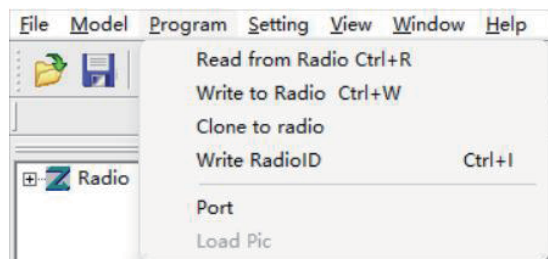 File Model Program Setting View Window Help
Read from Radio Ctrl+R
Write to Radio Ctrl+W
Clone to radio
Write RadioID Ctrl+I
Radio
Port
Load Pic